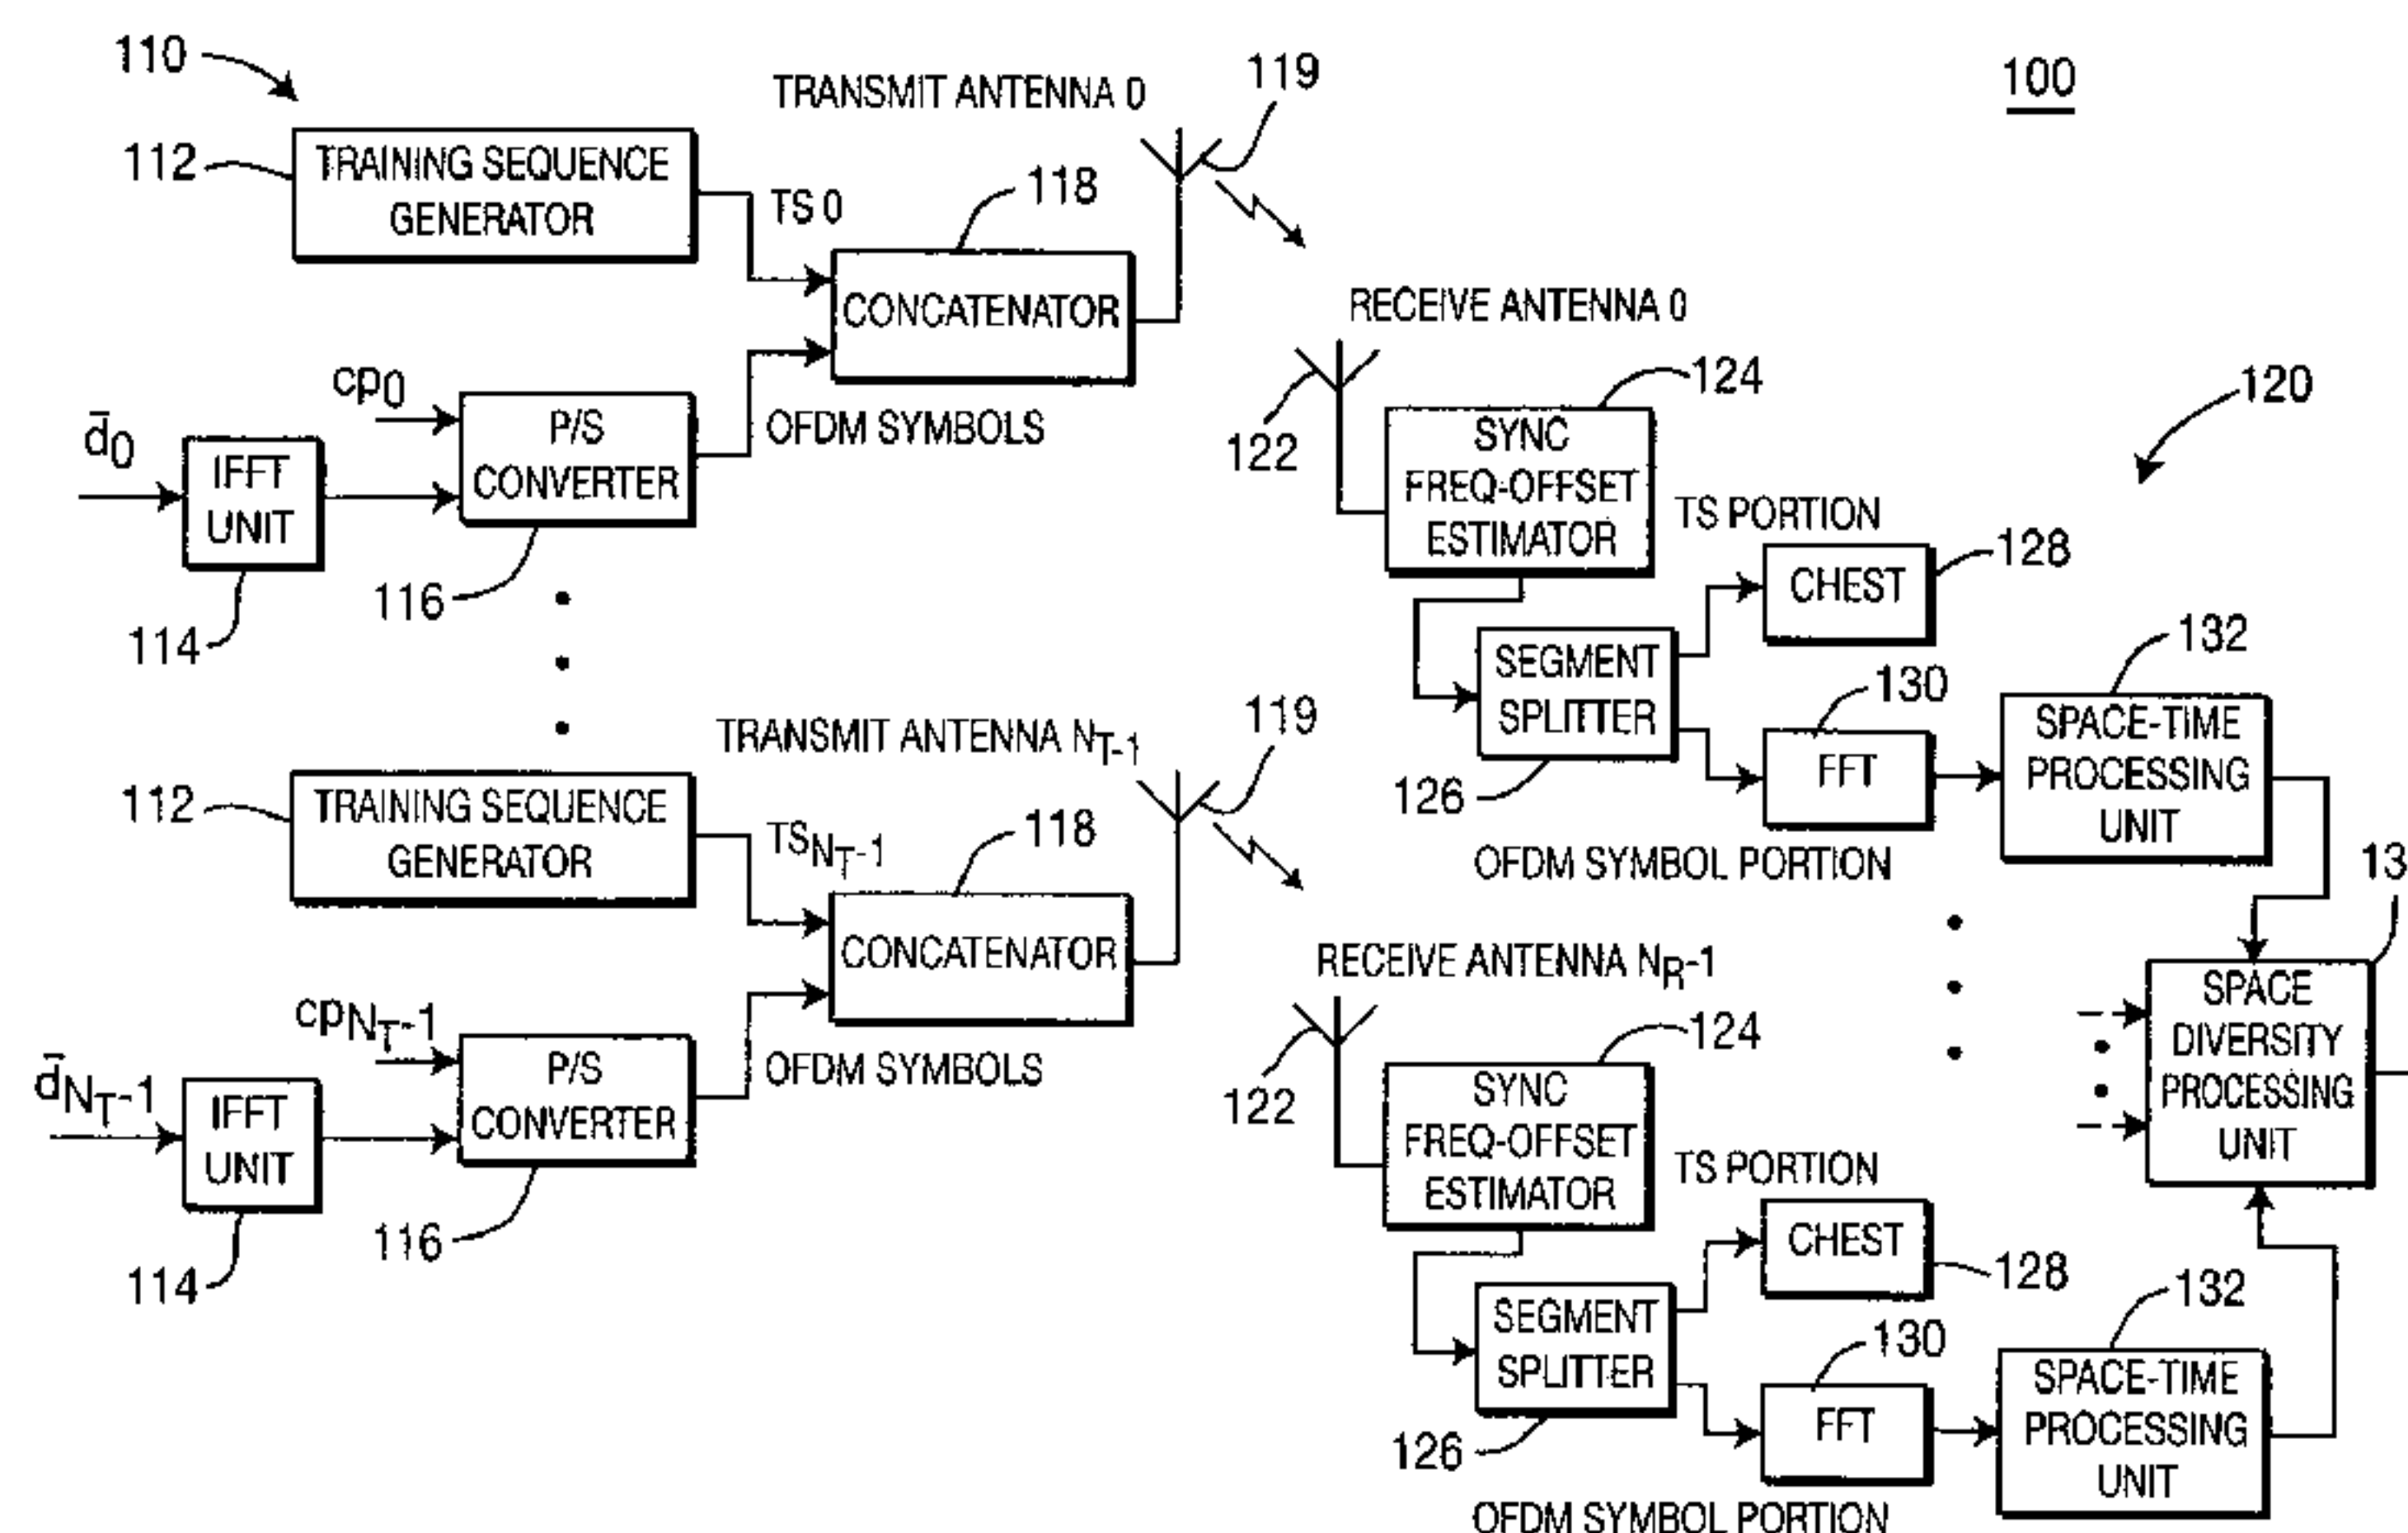 110
100
TRANSMIT ANTENNA 0
119
112
TRAINING SEQUENCE
GENERATOR
TS 0
118
CONCATENATOR
cp0
d̄0
IFFT
UNIT
P/S
CONVERTER
OFDM SYMBOLS
114
116
RECEIVE ANTENNA 0
122
124
120
SYNC
FREQ-OFFSET
ESTIMATOR
TS PORTION
CHEST
128
SEGMENT
SPLITTER
126
130
FFT
132
SPACE-TIME
PROCESSING
UNIT
OFDM SYMBOL PORTION
TRANSMIT ANTENNA NT-1
119
112
TRAINING SEQUENCE
GENERATOR
TSNT-1
118
CONCATENATOR
cpNT-1
d̄NT-1
IFFT
UNIT
P/S
CONVERTER
OFDM SYMBOLS
114
116
RECEIVE ANTENNA NR-1
122
124
SYNC
FREQ-OFFSET
ESTIMATOR
TS PORTION
CHEST
128
SEGMENT
SPLITTER
126
130
FFT
132
SPACE-TIME
PROCESSING
UNIT
OFDM SYMBOL PORTION
SPACE
DIVERSITY
PROCESSING
UNIT